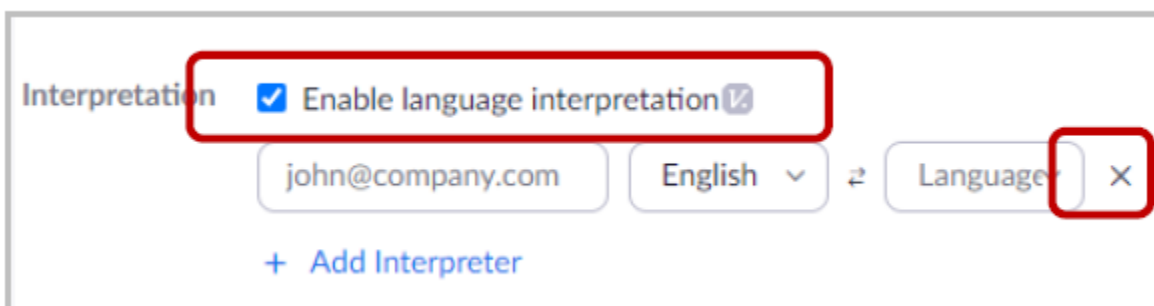 Interpretation Enable language interpretation
john@company.com English Language
+ Add Interpreter